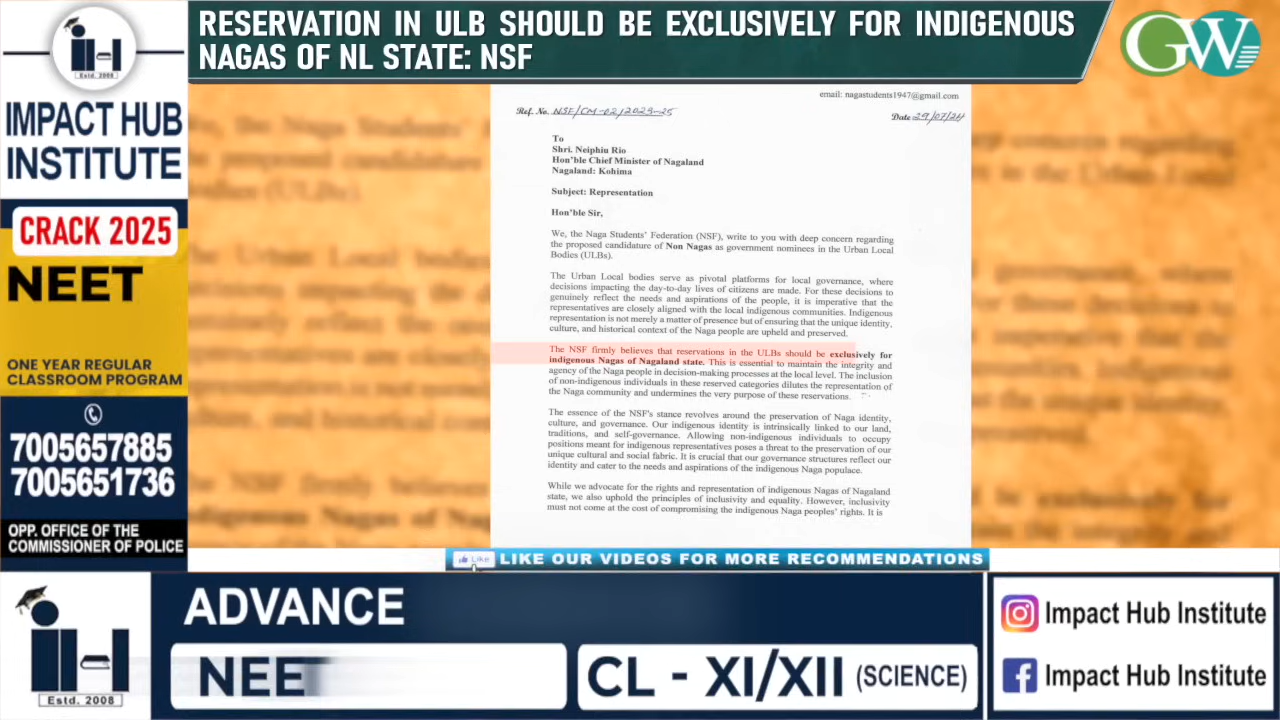 RESERVATION IN ULB SHOULD BE EXCLUSIVELY FOR INDIGENOUS
NAGAS OF NL STATE: NSF
GW
IH
Estd. 2008
IMPACT HUB
INSTITUTE
CRACK 2025
NEET
ONE YEAR REGULAR
CLASSROOM PROGRAM
7005657885
7005651736
OPP. OFFICE OF THE
COMMISSIONER OF POLICE
email: nagastudents1947@gmail.com
Ref. No. NSF/CM-02/2023-25
Date 29/07/24
To
Shri. Neiphiu Rio
Hon'ble Chief Minister of Nagaland
Nagaland: Kohima
Subject: Representation
Hon'ble Sir,
We, the Naga Students' Federation (NSF), write to you with deep concern regarding
the proposed candidature of Non Nagas as government nominees in the Urban Local
Bodies (ULBs).
The Urban Local bodies serve as pivotal platforms for local governance, where
decisions impacting the day-to-day lives of citizens are made. For these decisions to
genuinely reflect the needs and aspirations of the people, it is imperative that the
representatives are closely aligned with the local indigenous communities. Indigenous
representation is not merely a matter of presence but of ensuring that the unique identity,
culture, and historical context of the Naga people are upheld and preserved.
The NSF firmly believes that reservations in the ULBs should be exclusively for
indigenous Nagas of Nagaland state. This is essential to maintain the integrity and
agency of the Naga people in decision-making processes at the local level. The inclusion
of non-indigenous individuals in these reserved categories dilutes the representation of
the Naga community and undermines the very purpose of these reservations.
The essence of the NSF's stance revolves around the preservation of Naga identity,
culture, and governance. Our indigenous identity is intrinsically linked to our land,
traditions, and self-governance. Allowing non-indigenous individuals to occupy
positions meant for indigenous representatives poses a threat to the preservation of our
unique cultural and social fabric. It is crucial that our governance structures reflect our
identity and cater to the needs and aspirations of the indigenous Naga populace.
While we advocate for the rights and representation of indigenous Nagas of Nagaland
state, we also uphold the principles of inclusivity and equality. However, inclusivity
must not come at the cost of compromising the indigenous Naga peoples' rights. It is
Like
LIKE OUR VIDEOS FOR MORE RECOMMENDATIONS
IH
Estd. 2008
ADVANCE
NEET
CL - XI/XII (SCIENCE)
Impact Hub Institute
Impact Hub Institute